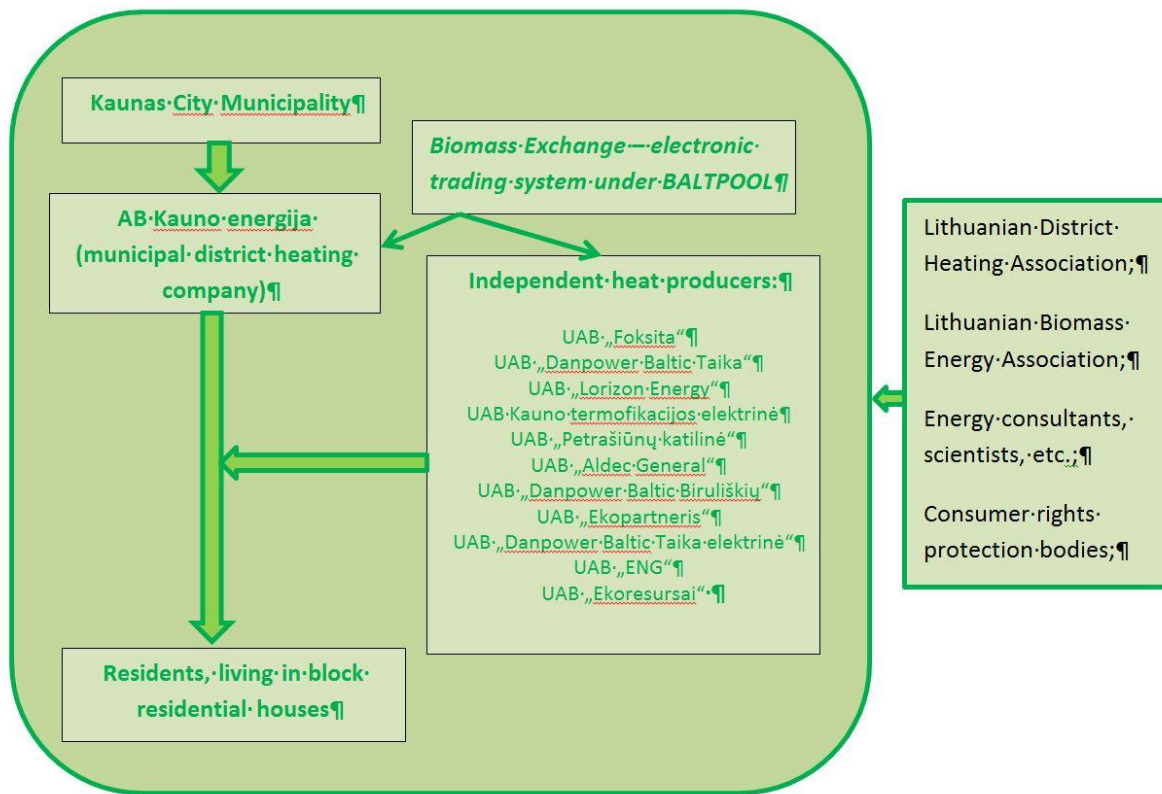 Kaunas·City·Municipality¶
AB·Kauno·energija·
(municipal·district·heating·
company)¶
Biomass·Exchange·–·electronic·
trading·system·under·BALTPOOL¶
Independent·heat·producers:¶
UAB·„Foksita“¶
UAB·„Danpower·Baltic·Taika“¶
UAB·„Lorizon·Energy“¶
UAB·Kauno·termofikacijos·elektrinė¶
UAB·„Petrašiūnų·katilinė“¶
UAB·„Aldec·General“¶
UAB·„Danpower·Baltic·Biruliškių“¶
UAB·„Ekopartneris“¶
UAB·„Danpower·Baltic·Taika·elektrinė“¶
UAB·„ENG“¶
UAB·„Ekoresursai“·¶
Residents,·living·in·block·
residential·houses¶
Lithuanian·District·
Heating·Association;¶
Lithuanian·Biomass·
Energy·Association;¶
Energy·consultants,·
scientists,·etc.;¶
Consumer·rights·
protection·bodies;¶